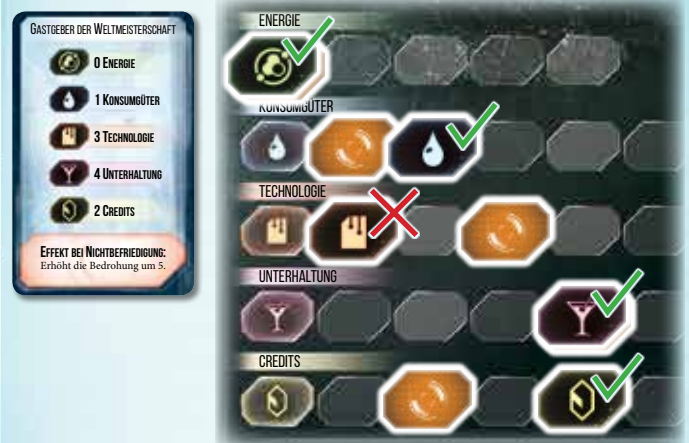 Gastgeber der Weltmeisterschaft
0 Energie
1 Konsumgüter
3 Technologie
4 Unterhaltung
2 Credits
Effekt bei Nichtbefriedigung:
Erhöht die Bedrohung um 5.
ENERGIE
KONSUMGÜTER
TECHNOLOGIE
UNTERHALTUNG
CREDITS